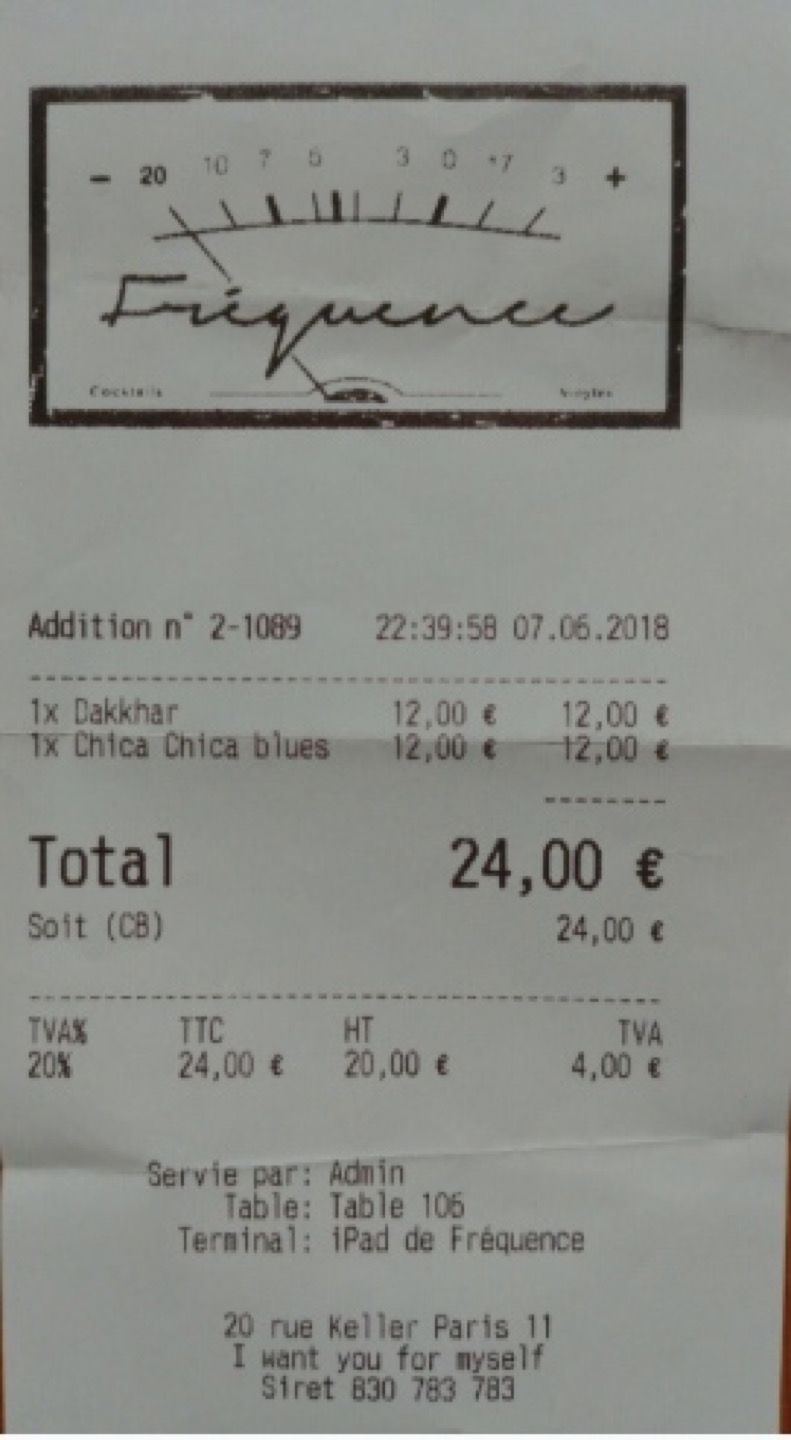 - 20 10 7 5 3 0 +7 3 +
Fréquence
Cocktails Vinyles
Addition n° 2-1089 22:39:58 07.06.2018
1x Dakkhar 12,00 € 12,00 €
1x Chica Chica blues 12,00 € 12,00 €
Total 24,00 €
Soit (CB) 24,00 €
TVA% TTC HT TVA
20% 24,00 € 20,00 € 4,00 €
Servie par: Admin
Table: Table 106
Terminal: iPad de Fréquence
20 rue Keller Paris 11
I want you for myself
Siret 830 783 783